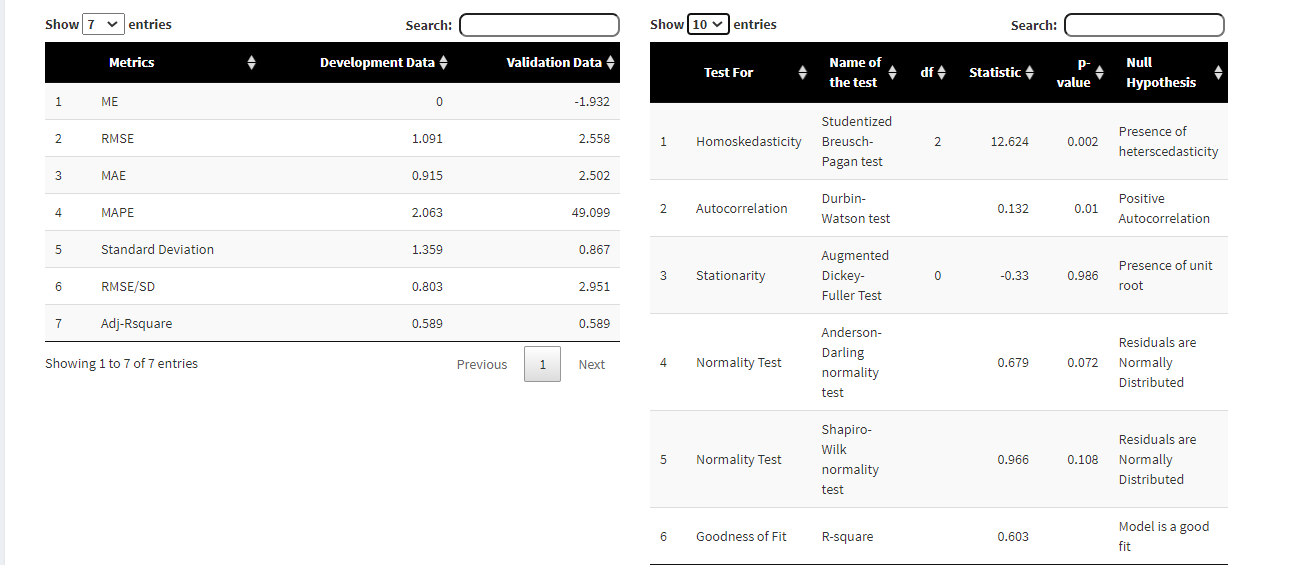 Show 7 entries
Search:
Metrics Development Data Validation Data
1 ME 0 -1.932
2 RMSE 1.091 2.558
3 MAE 0.915 2.502
4 MAPE 2.063 49.099
5 Standard Deviation 1.359 0.867
6 RMSE/SD 0.803 2.951
7 Adj-Rsquare 0.589 0.589
Showing 1 to 7 of 7 entries
Previous 1 Next
Show 10 entries
Search:
Test For
Name of
the test
df
Statistic
p-
value
Null
Hypothesis
1 Homoskedasticity
Studentized
Breusch-
Pagan test
2 12.624 0.002
Presence of
heterscedasticity
2 Autocorrelation
Durbin-
Watson test
0.132 0.01
Positive
Autocorrelation
3 Stationarity
Augmented
Dickey-
Fuller Test
0 -0.33 0.986
Presence of unit
root
4 Normality Test
Anderson-
Darling
normality
test
0.679 0.072
Residuals are
Normally
Distributed
5 Normality Test
Shapiro-
Wilk
normality
test
0.966 0.108
Residuals are
Normally
Distributed
6 Goodness of Fit R-square 0.603
Model is a good
fit